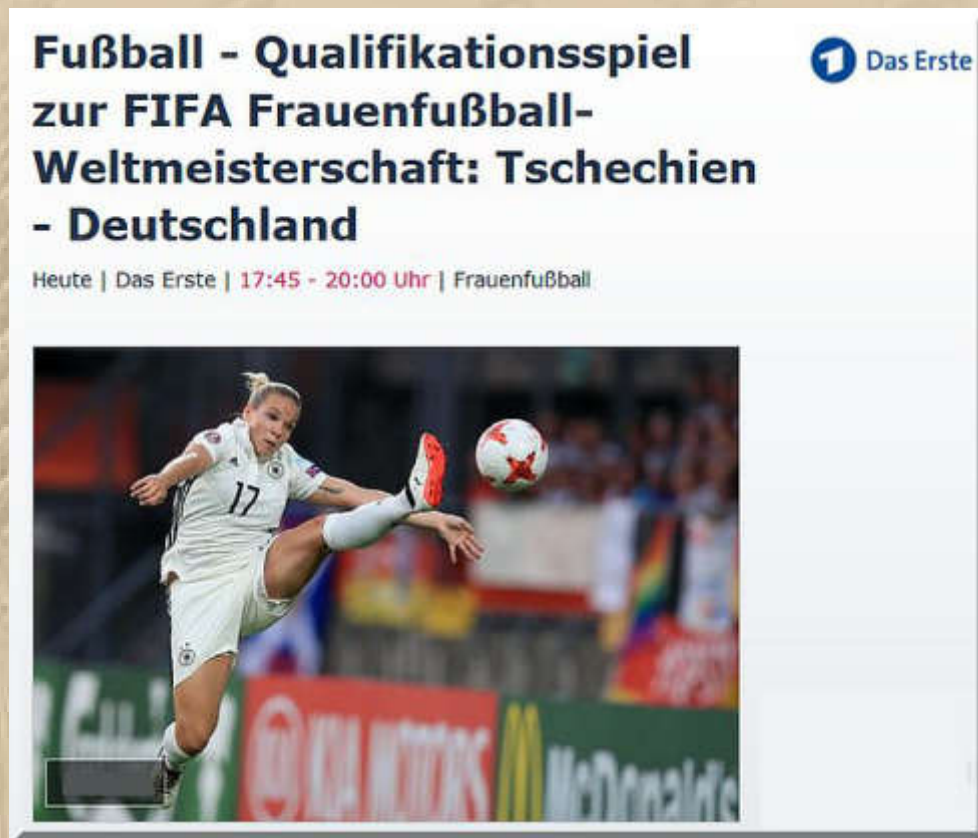 Fußball - Qualifikationsspiel
zur FIFA Frauenfußball-
Weltmeisterschaft: Tschechien
- Deutschland
Das Erste
Heute | Das Erste | 17:45 - 20:00 Uhr | Frauenfußball
17
KIA MOTORS
McDonald's